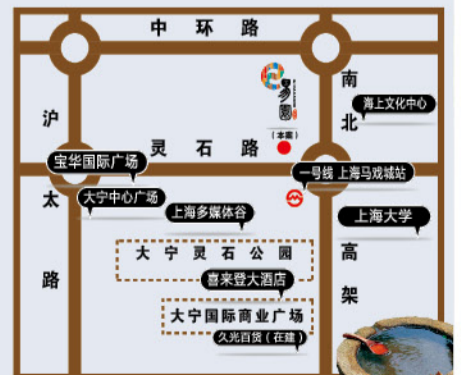 中环路
易園
（本案）
南北高架
海上文化中心
沪太路
灵石路
宝华国际广场
一号线 上海马戏城站
大宁中心广场
上海多媒体谷
上海大学
大宁灵石公园
喜来登大酒店
大宁国际商业广场
久光百货（在建）